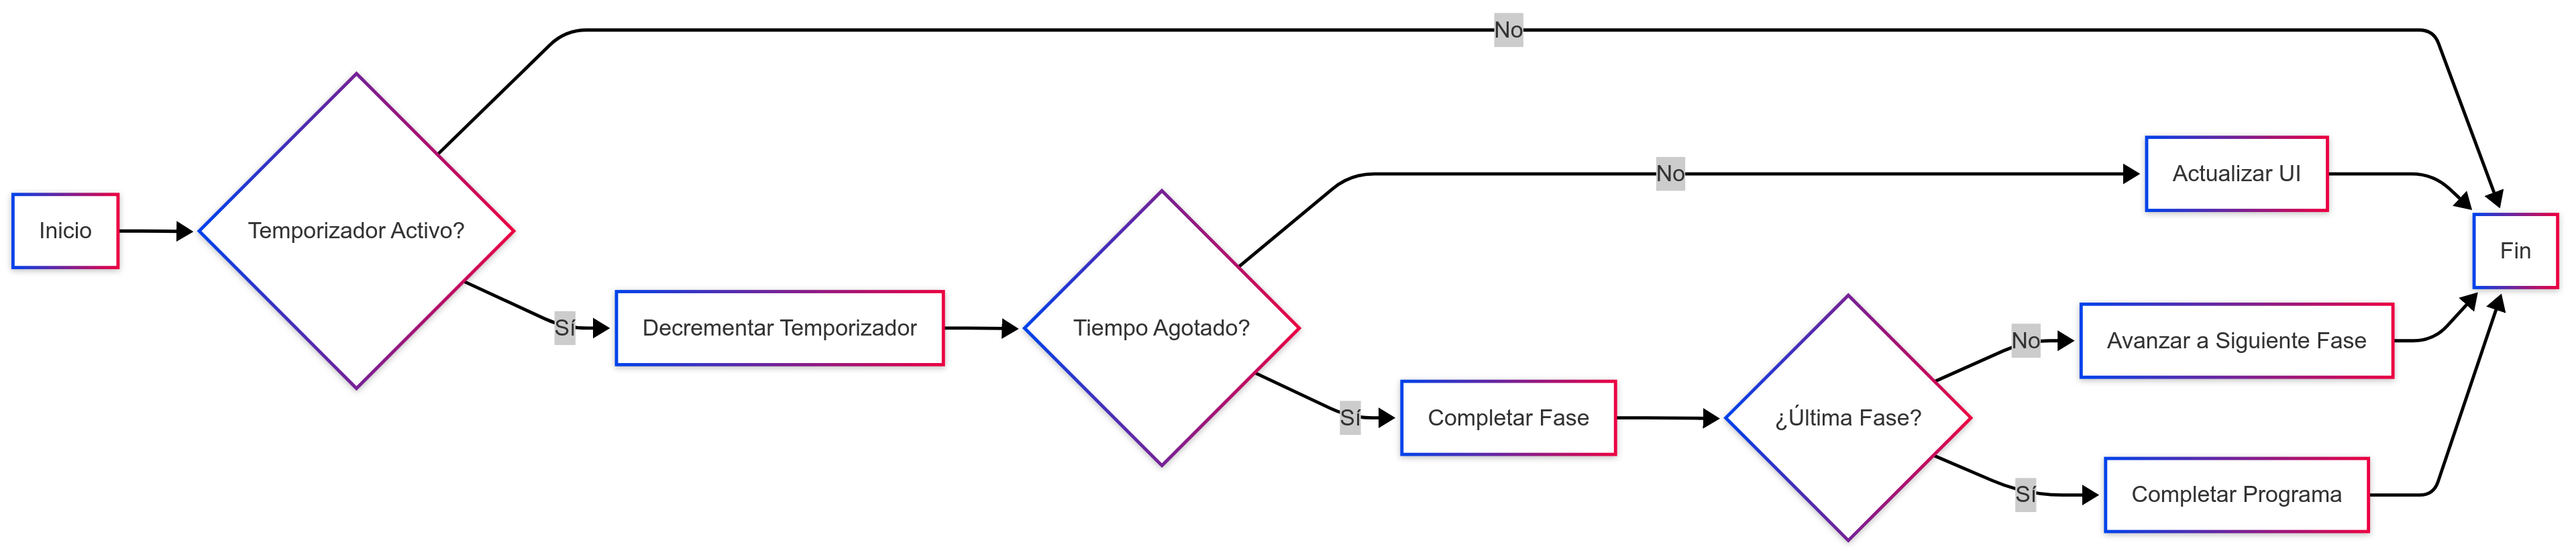 Inicio
Temporizador Activo?
No
Sí
Decrementar Temporizador
Tiempo Agotado?
No
Actualizar UI
Sí
Completar Fase
¿Última Fase?
No
Avanzar a Siguiente Fase
Sí
Completar Programa
Fin